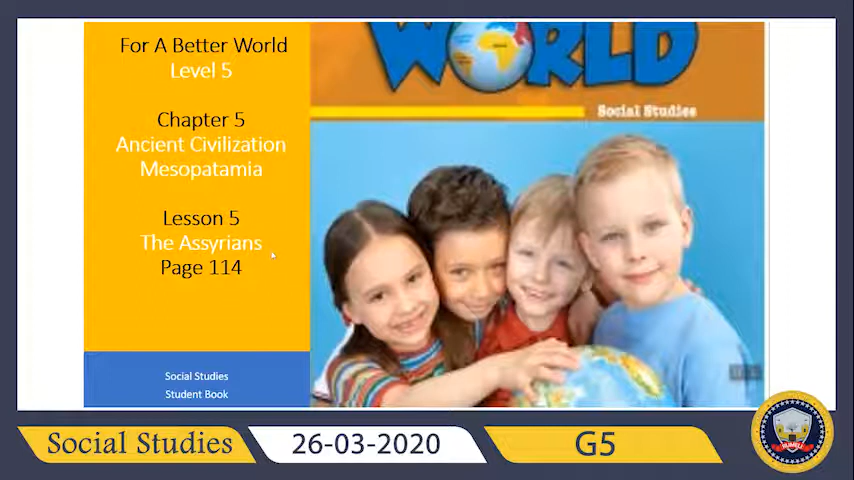 For A Better World
Level 5
Chapter 5
Ancient Civilization
Mesopotamia
Lesson 5
The Assyrians
Page 114
Social Studies
Student Book
WORLD
Social Studies
Social Studies
26-03-2020
G5